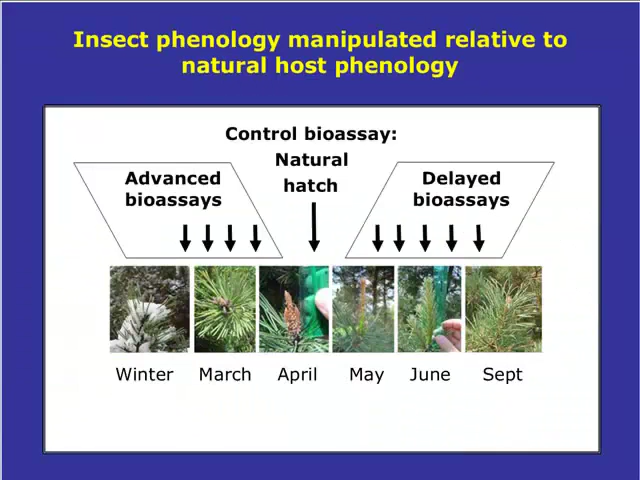 Insect phenology manipulated relative to
natural host phenology
Control bioassay:
Natural
hatch
Advanced
bioassays
Delayed
bioassays
Winter March April May June Sept